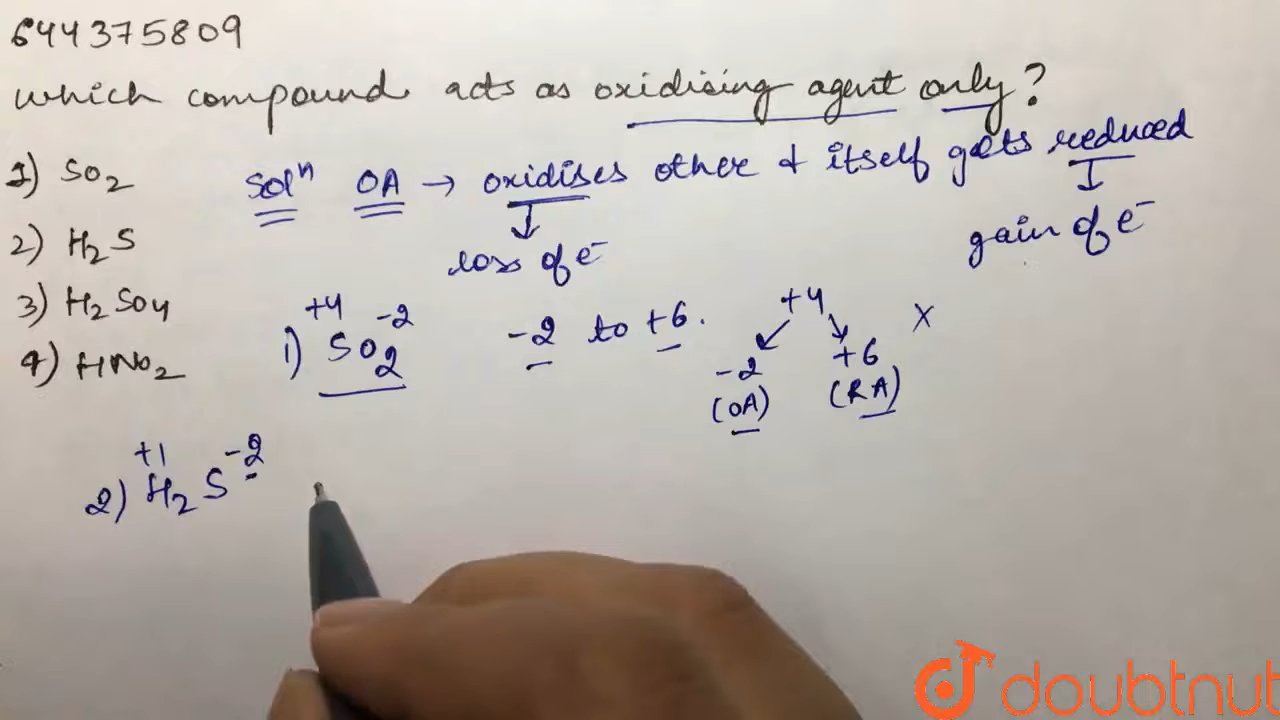 644375809
which compound acts as oxidising agent only?
1) SO2
2) H2S
3) H2SO4
4) HNO2
Solⁿ OA → oxidises other & itself gets reduced
↓ loss of e⁻
↓ gain of e⁻
1) +4 SO2 -2
-2 to +6.
+4 ×
-2 (OA)
+6 (RA)
2) +1 H2S -2
doubtnut